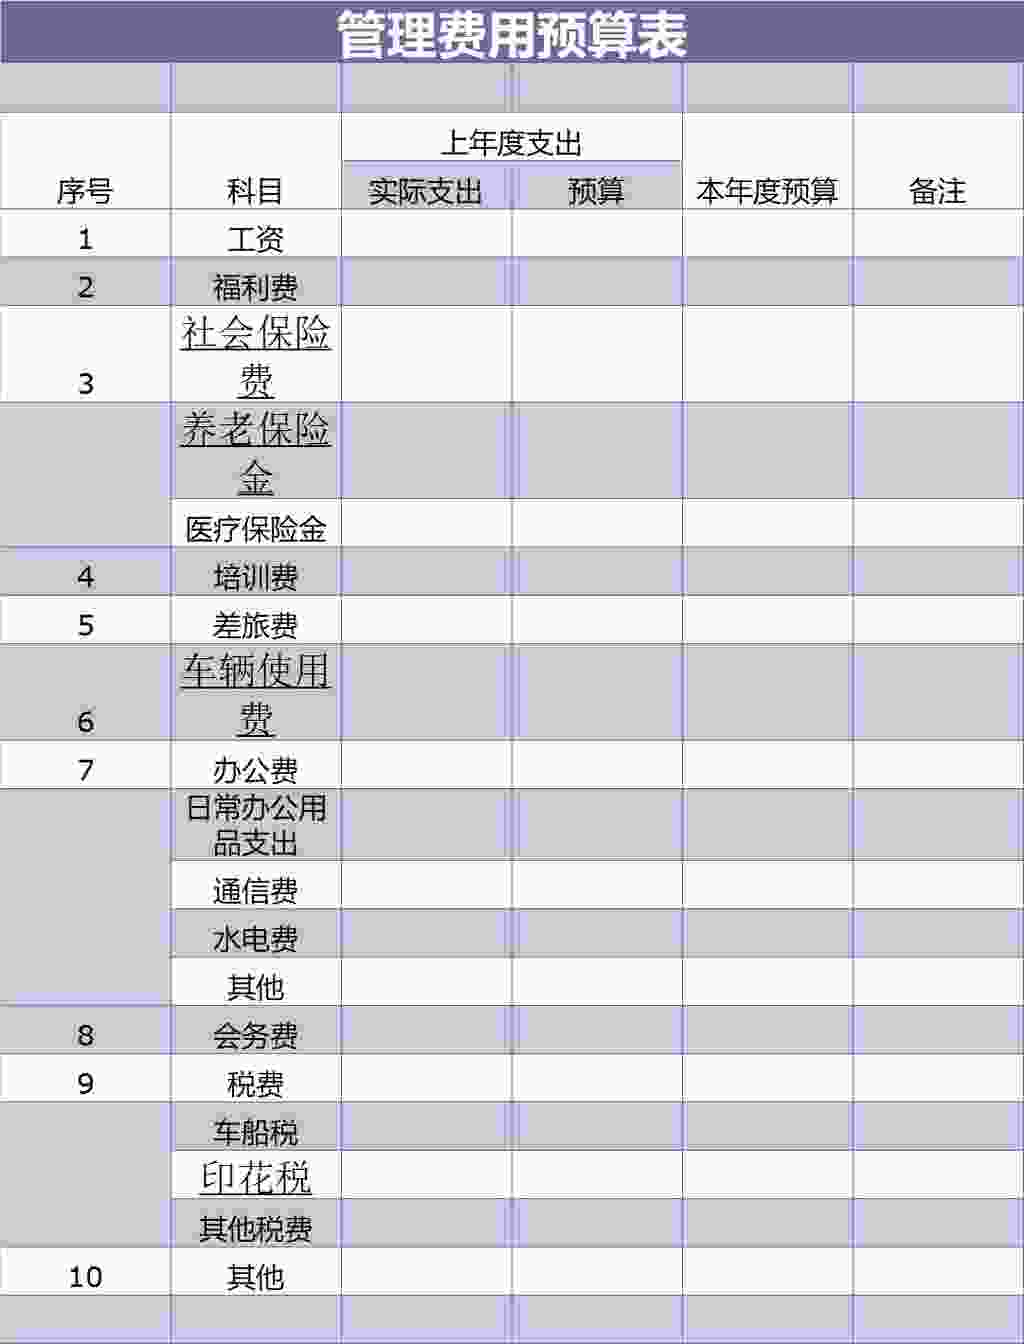 管理费用预算表
上年度支出
序号 科目 实际支出 预算 本年度预算 备注
1 工资
2 福利费
社会保险
3 费
养老保险
金
医疗保险金
4 培训费
5 差旅费
车辆使用
6 费
7 办公费
日常办公用
品支出
通信费
水电费
其他
8 会务费
9 税费
车船税
印花税
其他税费
10 其他